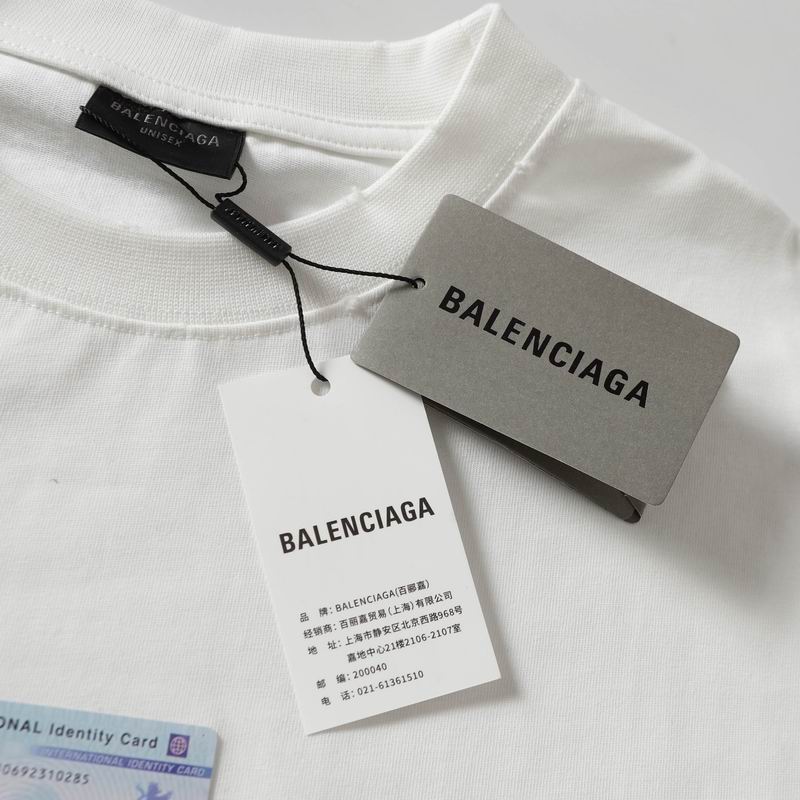 BALENCIAGA
UNISEX
BALENCIAGA
BALENCIAGA
品 牌：BALENCIAGA(百郦嘉)
经销商：百丽嘉贸易(上海)有限公司
地 址：上海市静安区北京西路968号
嘉地中心21楼2106-2107室
邮 编：200040
电 话：021-61361510
ONAL Identity Card
INTERNATIONAL IDENTITY CARD
0692310285